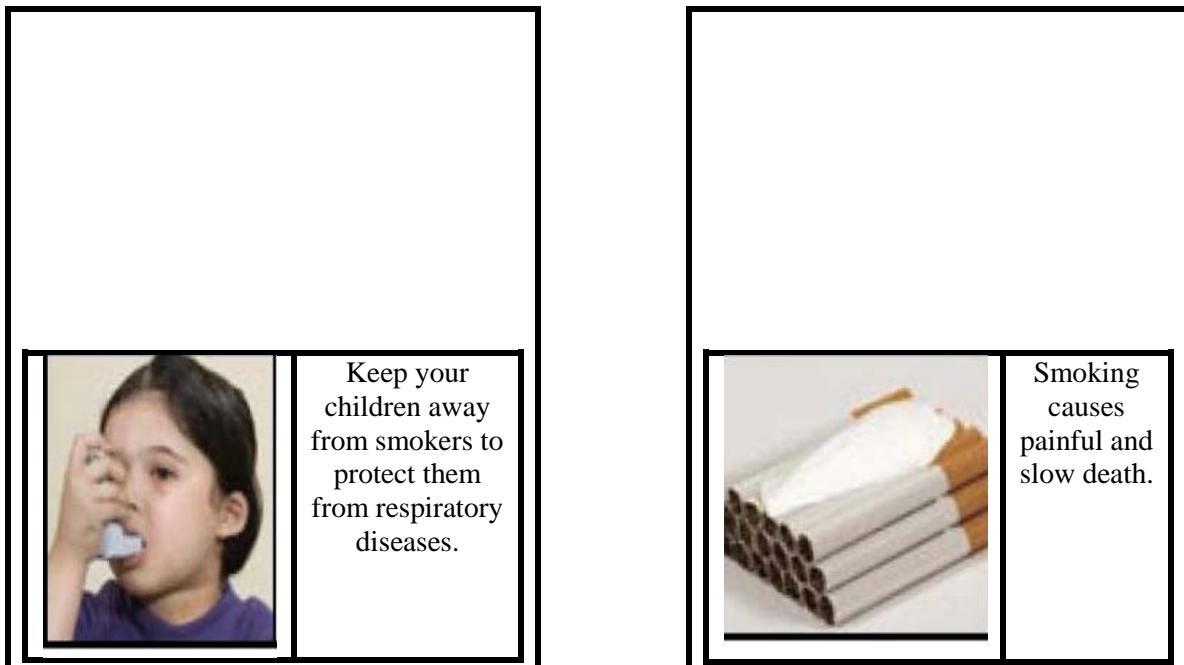 Keep your
children away
from smokers to
protect them
from respiratory
diseases.
Smoking
causes
painful and
slow death.